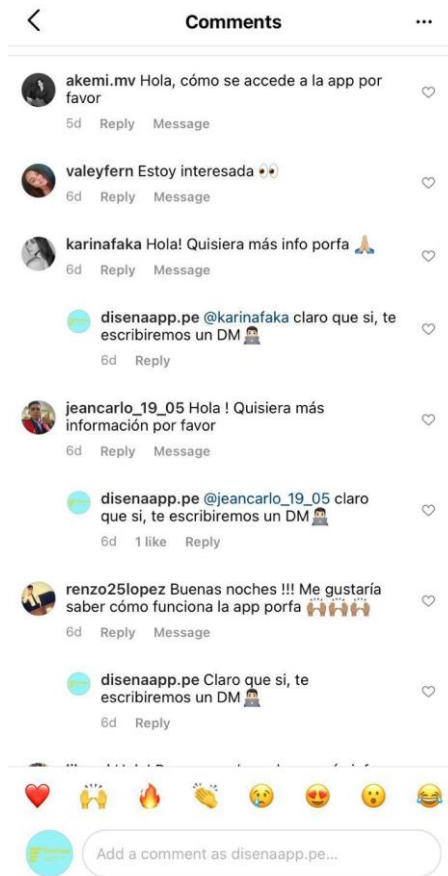 Comments
akemi.mv Hola, cómo se accede a la app por
favor
5d Reply Message
valeyfern Estoy interesada 👀
6d Reply Message
karinafaka Hola! Quisiera más info porfa 🙏🏼
6d Reply Message
disenaapp.pe @karinafaka claro que si, te
escribiremos un DM👨🏻‍💻
6d Reply
jeancarlo_19_05 Hola ! Quisiera más
información por favor
6d Reply Message
disenaapp.pe @jeancarlo_19_05 claro
que si, te escribiremos un DM👨🏻‍💻
6d 1 like Reply
renzo25lopez Buenas noches !!! Me gustaría
saber cómo funciona la app porfa 🙌🏽🙌🏽🙌🏽
6d Reply Message
disenaapp.pe Claro que si, te
escribiremos un DM👨🏻‍💻
6d Reply
Add a comment as disenaapp.pe...